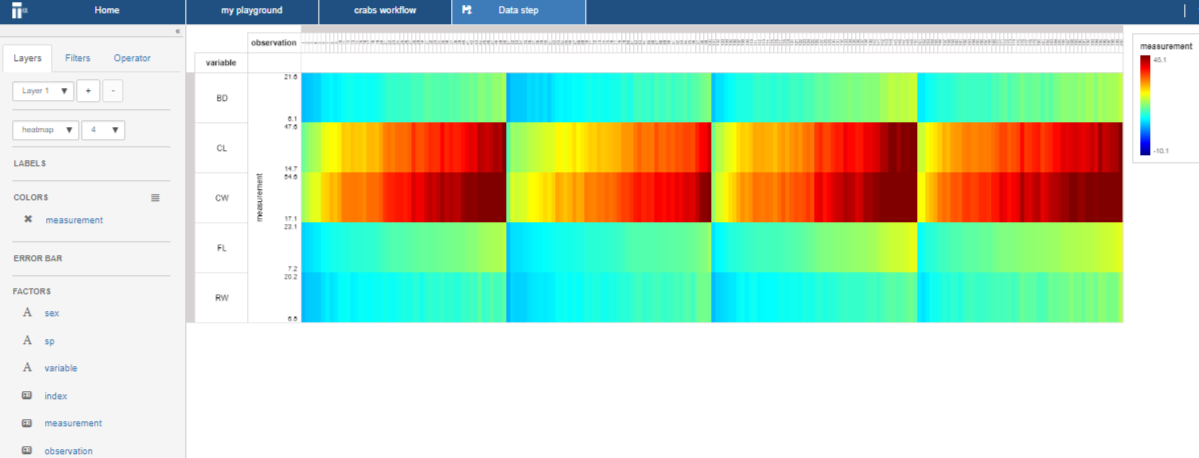 Home
my playground
crabs workflow
Data step
«
Layers
Filters
Operator
Layer 1
+
-
heatmap
4
LABELS
COLORS
measurement
ERROR BAR
FACTORS
A sex
A sp
A variable
index
measurement
observation
observation
variable
measurement
BD
21.6
6.1
CL
47.6
14.7
CW
54.6
17.1
FL
23.1
7.2
RW
20.2
6.5
measurement
45.1
-10.1